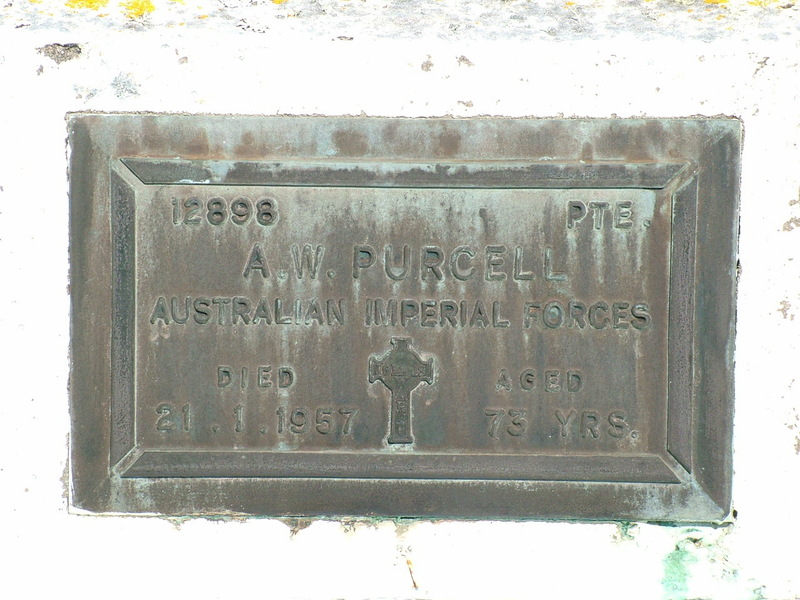 12898 PTE.
A.W. PURCELL
AUSTRALIAN IMPERIAL FORCES
DIED AGED
21.1.1957 73 YRS.